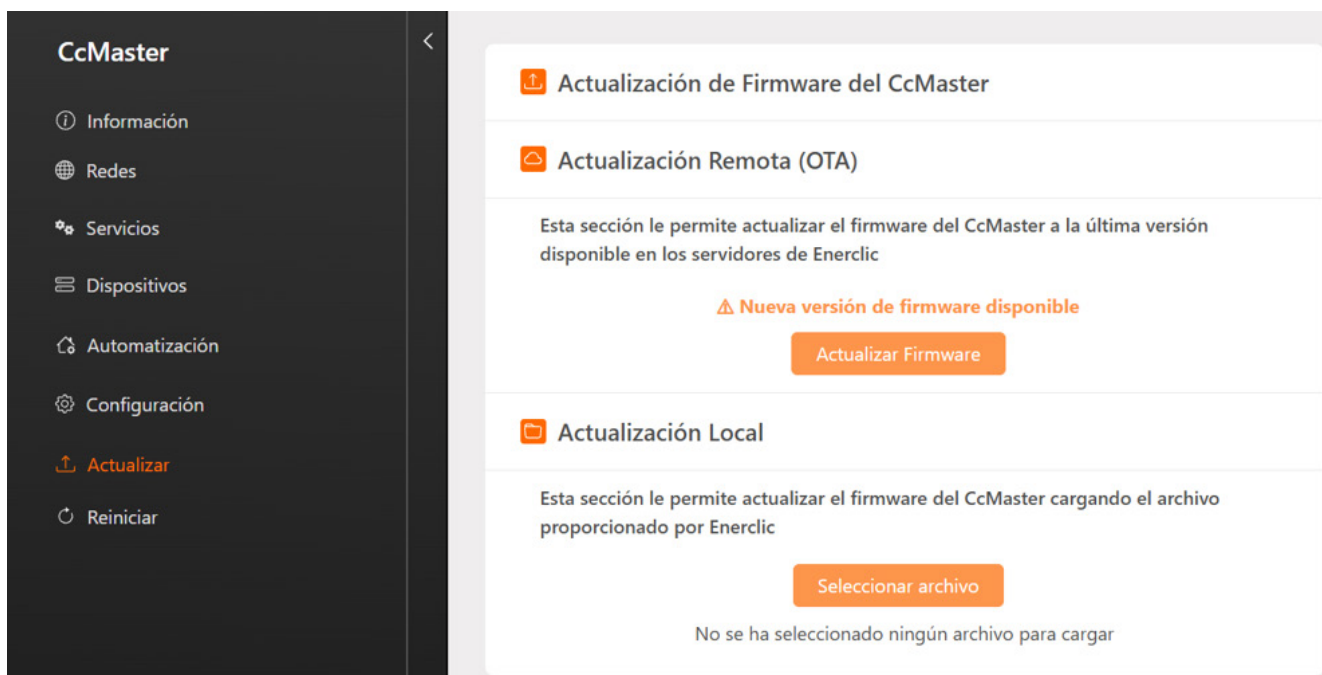 CcMaster
Información
Redes
Servicios
Dispositivos
Automatización
Configuración
Actualizar
Reiniciar
Actualización de Firmware del CcMaster
Actualización Remota (OTA)
Esta sección le permite actualizar el firmware del CcMaster a la última versión
disponible en los servidores de Enerclic
Nueva versión de firmware disponible
Actualizar Firmware
Actualización Local
Esta sección le permite actualizar el firmware del CcMaster cargando el archivo
proporcionado por Enerclic
Seleccionar archivo
No se ha seleccionado ningún archivo para cargar